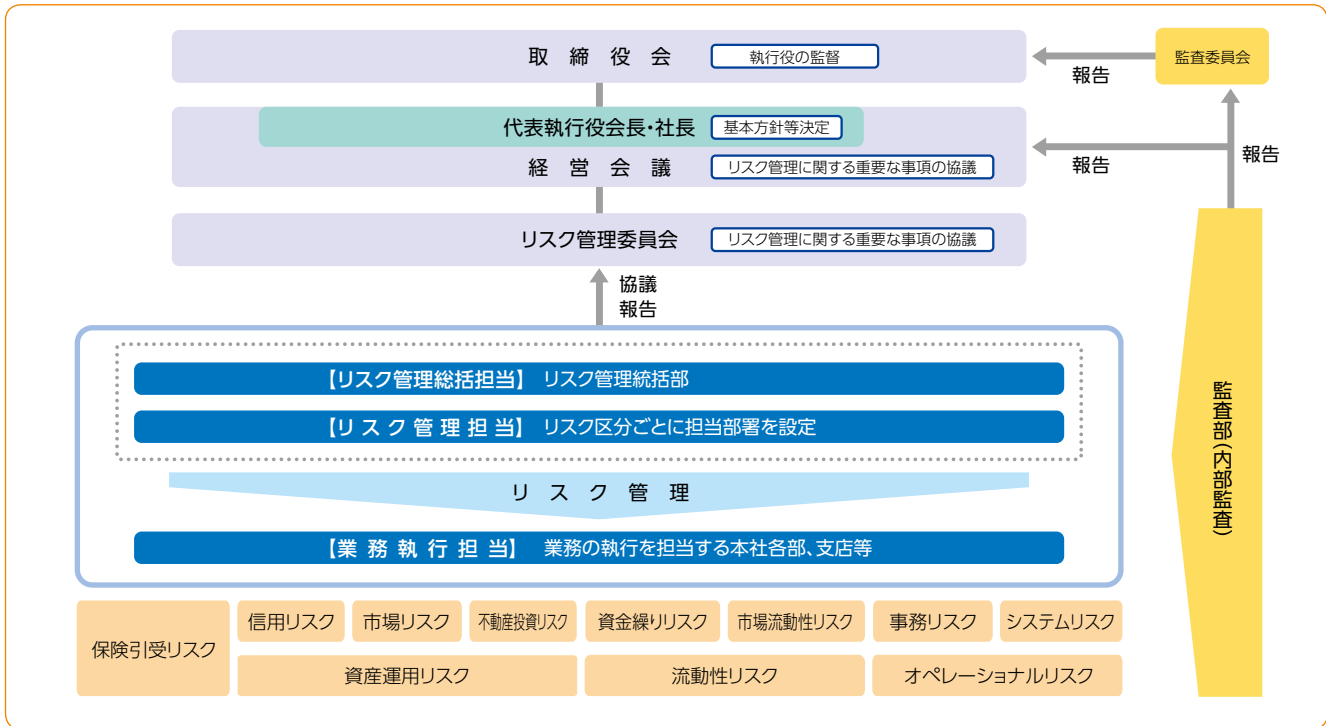 取締役会 執行役の監督
監査委員会
報告
代表執行役会長・社長 基本方針等決定
経営会議 リスク管理に関する重要な事項の協議
報告
報告
リスク管理委員会 リスク管理に関する重要な事項の協議
協議
報告
【リスク管理総括担当】 リスク管理統括部
【リスク管理担当】 リスク区分ごとに担当部署を設定
リスク管理
【業務執行担当】 業務の執行を担当する本社各部、支店等
監査部(内部監査)
保険引受リスク
信用リスク 市場リスク 不動産投資リスク 資金繰りリスク 市場流動性リスク 事務リスク システムリスク
資産運用リスク 流動性リスク オペレーショナルリスク